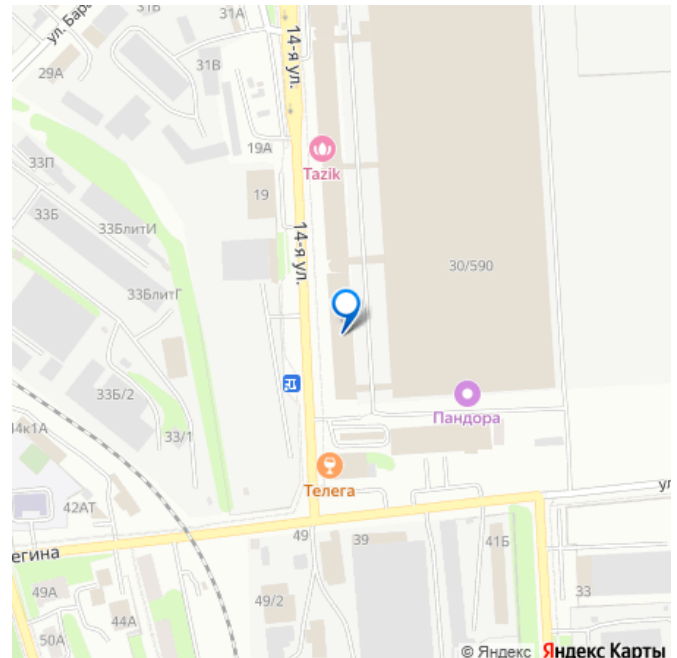 31Б
31А
ул. Бара
14-я ул.
29А
31В
19А
33П
Tazik
19
33Б
33БлитИ
14-я ул.
30/590
33БлитГ
33Б/2
Пандора
33/1
44к1А
Телега
42АТ
ул
49
39
41Б
егина
49А
49/2
33
44А
50А
© Яндекс
Яндекс Карты